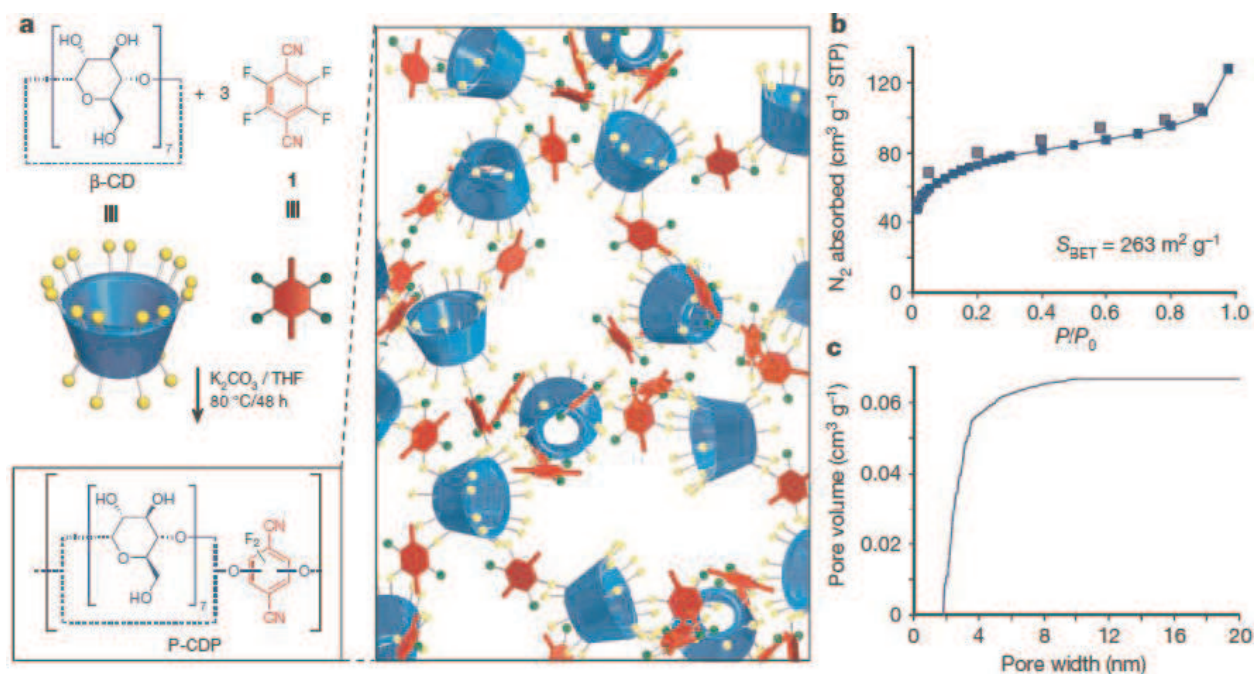 a
HO
OH
O
O
HO
7
β-CD
+ 3
CN
F
F
F
F
CN
1
K₂CO₃ / THF
80 °C/48 h
HO
OH
O
O
HO
7
O
F₂
CN
O
CN
P-CDP
b
N₂ absorbed (cm³ g⁻¹ STP)
120
80
40
0
0.2
0.4
0.6
0.8
1.0
P/P₀
S_BET = 263 m² g⁻¹
c
Pore volume (cm³ g⁻¹)
0.06
0.04
0.02
0
0
4
8
12
16
20
Pore width (nm)